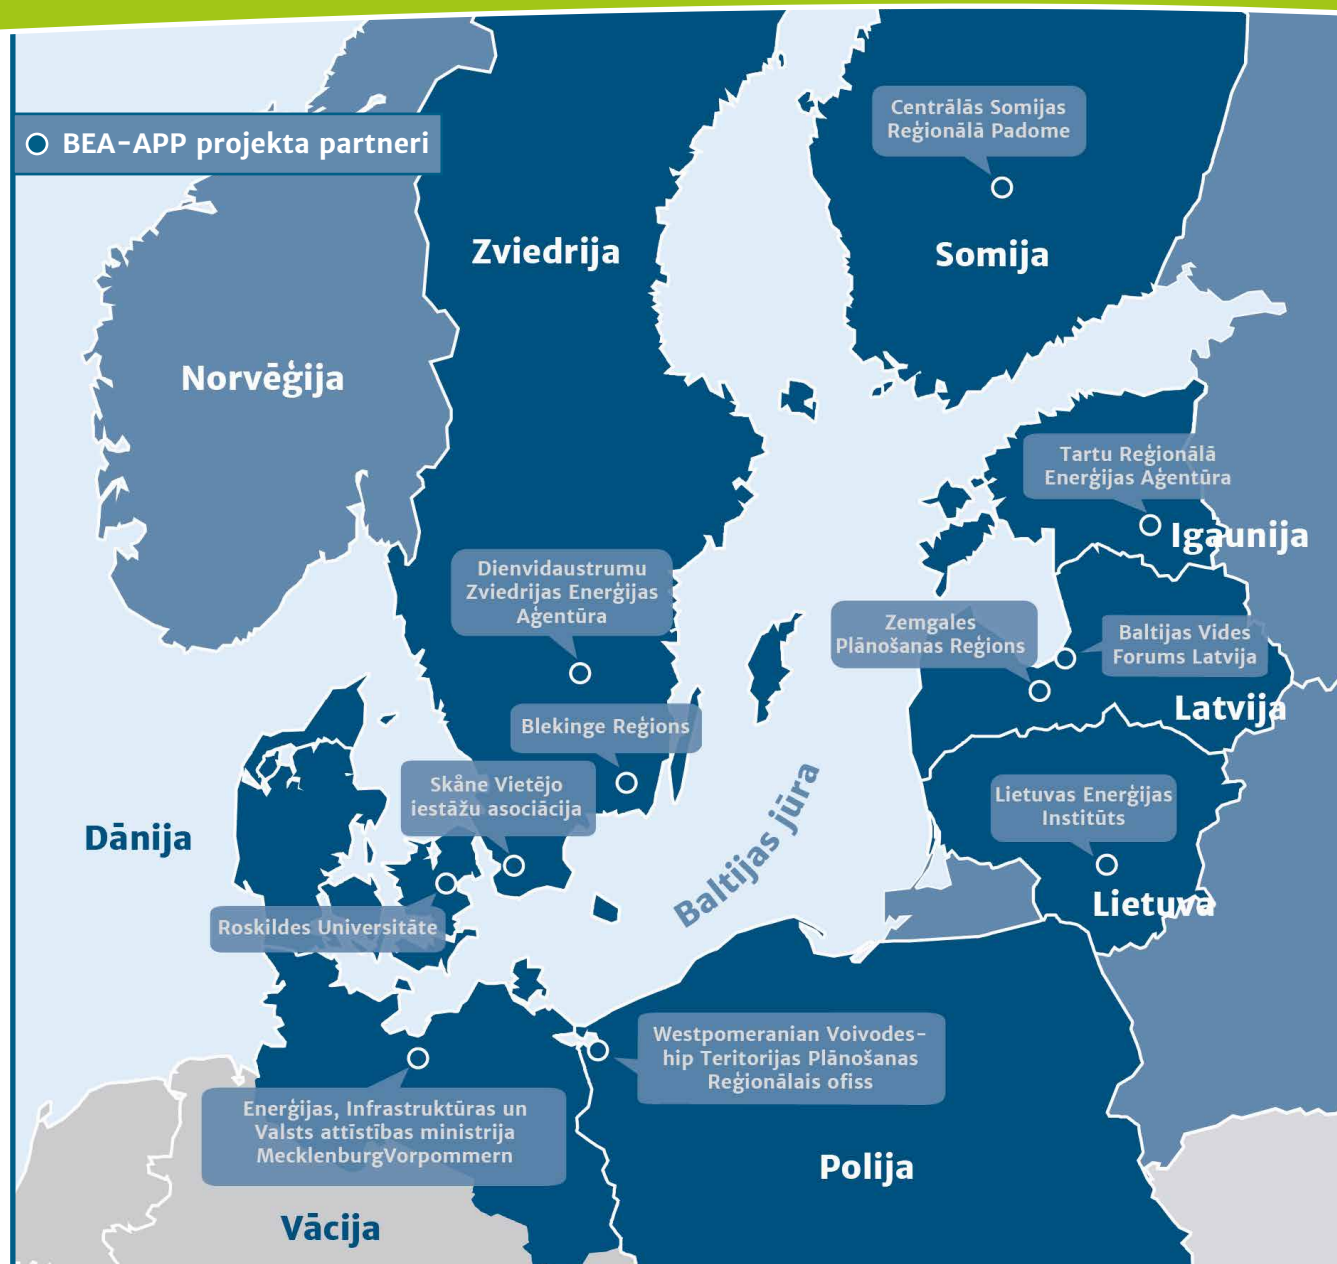 Centrālās Somijas
Reģionālā Padome
BEA-APP projekta partneri
Zviedrija
Somija
Norvēģija
Tartu Reģionālā
Enerģijas Aģentūra
Igaunija
Dienvidaustrumu
Zviedrijas Enerģijas
Aģentūra
Zemgales
Plānošanas Reģions
Baltijas Vides
Forums Latvija
Latvija
Blekinge Reģions
Skåne Vietējo
iestāžu asociācija
Lietuvas Enerģijas
Institūts
Dānija
Baltijas jūra
Lietuva
Roskildes Universitāte
Westpomeranian Voivodes-
hip Teritorijas Plānošanas
Reģionālais ofiss
Enerģijas, Infrastruktūras un
Valsts attīstības ministrija
MecklenburgVorpommern
Polija
Vācija